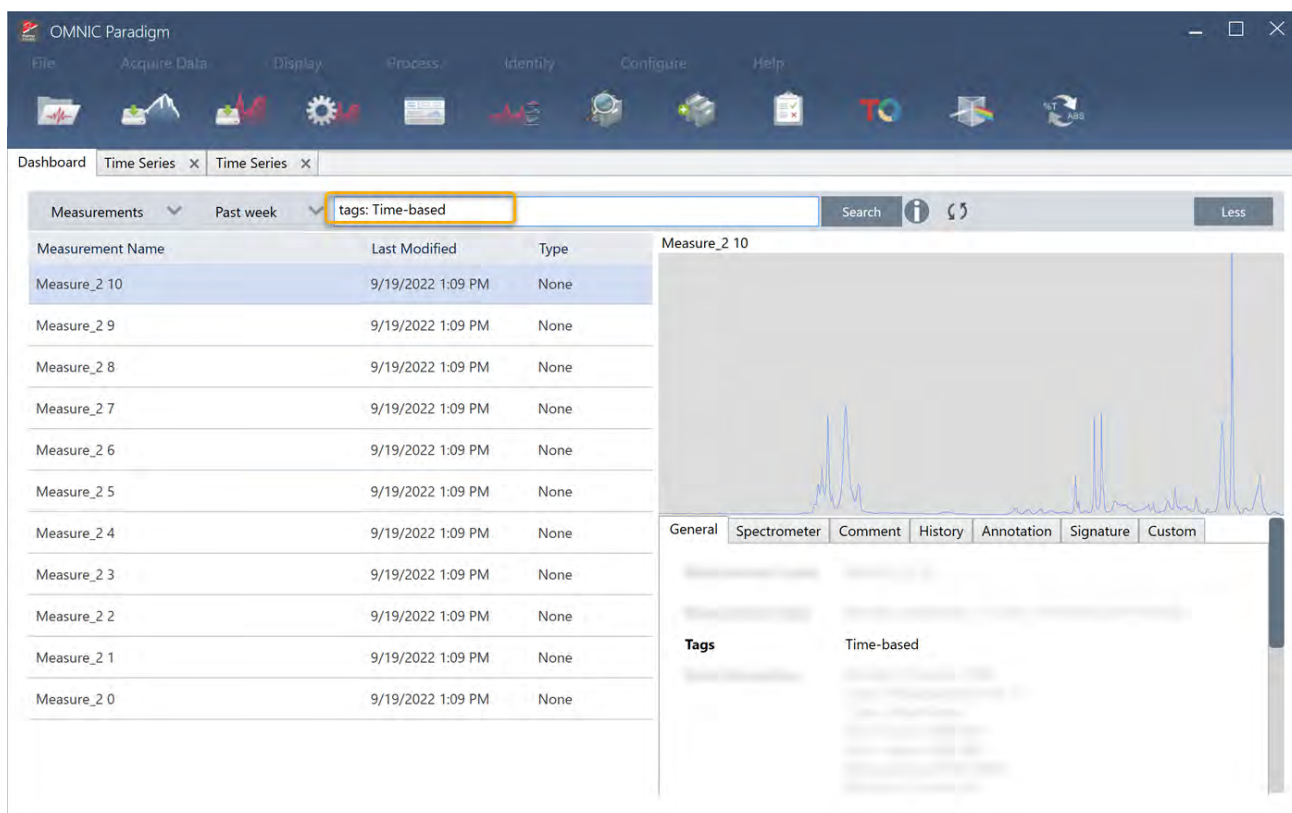 OMNIC Paradigm
File Acquire Data Display Process Identify Configure Help
TQ %T ABS
Dashboard Time Series × Time Series ×
Measurements Past week tags: Time-based Search i Less
Measurement Name Last Modified Type Measure_2 10
Measure_2 10 9/19/2022 1:09 PM None
Measure_2 9 9/19/2022 1:09 PM None
Measure_2 8 9/19/2022 1:09 PM None
Measure_2 7 9/19/2022 1:09 PM None
Measure_2 6 9/19/2022 1:09 PM None
Measure_2 5 9/19/2022 1:09 PM None
Measure_2 4 9/19/2022 1:09 PM None
Measure_2 3 9/19/2022 1:09 PM None
Measure_2 2 9/19/2022 1:09 PM None
Measure_2 1 9/19/2022 1:09 PM None
Measure_2 0 9/19/2022 1:09 PM None
General Spectrometer Comment History Annotation Signature Custom
Tags Time-based